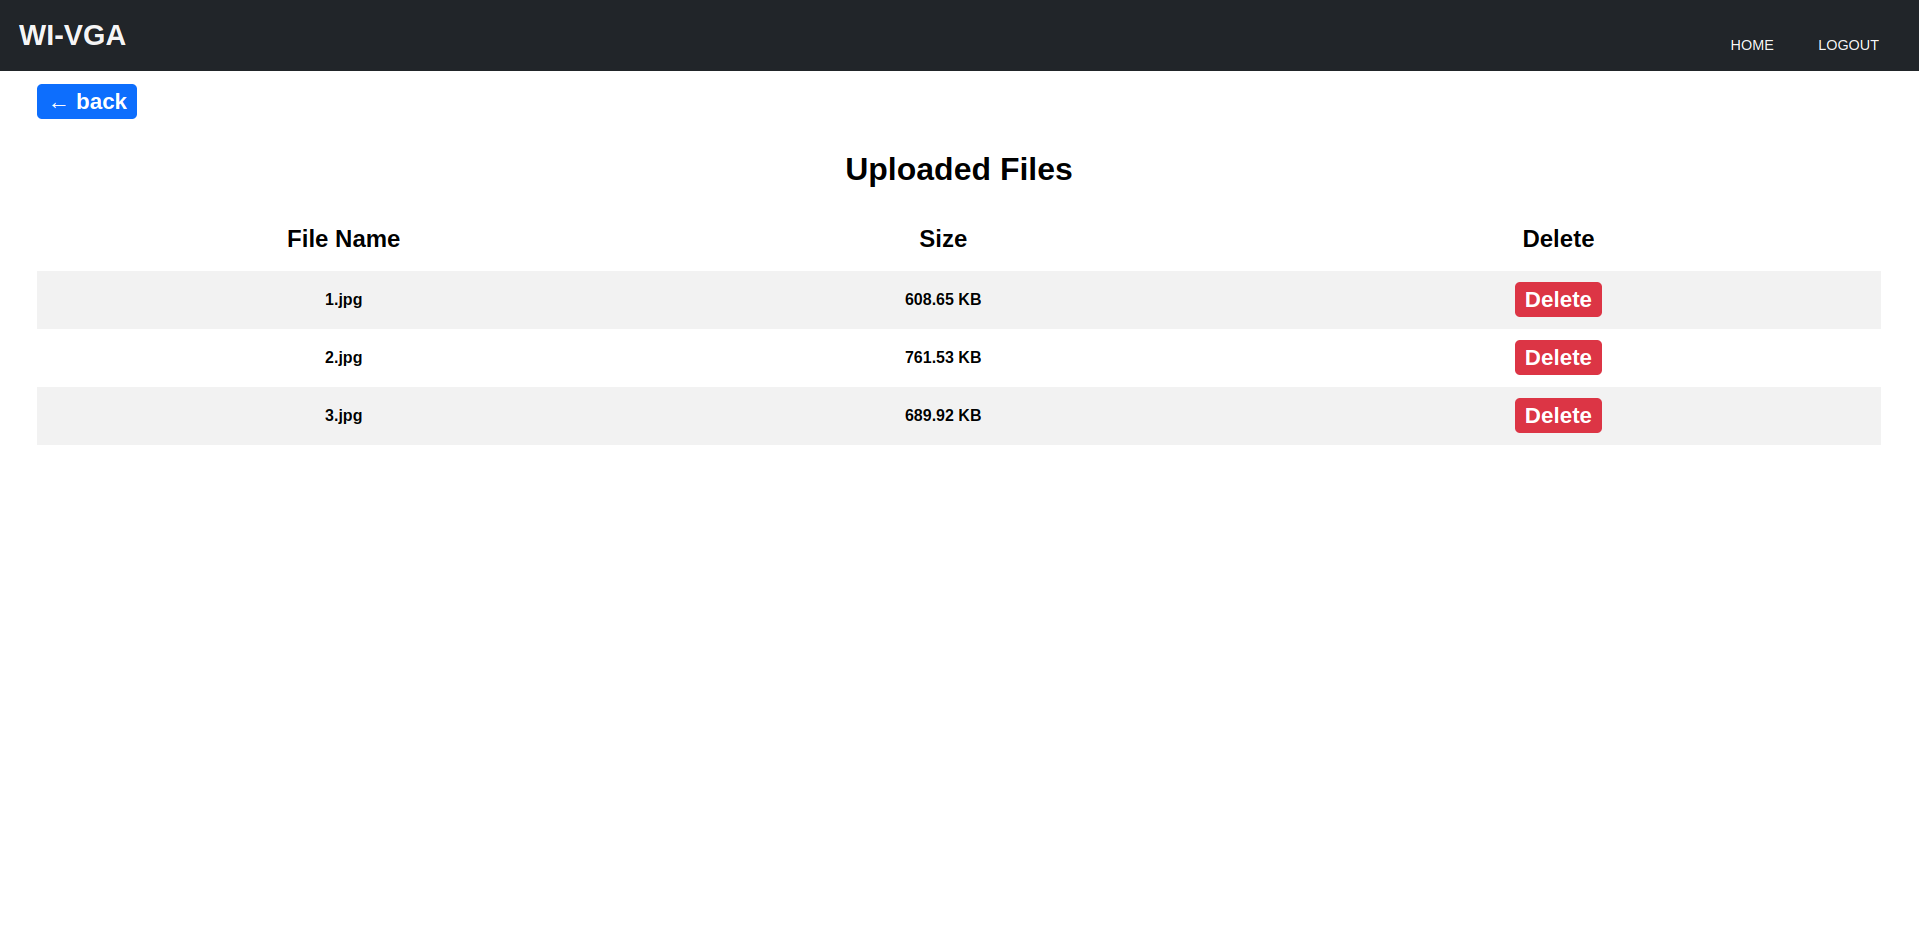 WI-VGA
HOME LOGOUT
← back
Uploaded Files
File Name Size Delete
1.jpg 608.65 KB Delete
2.jpg 761.53 KB Delete
3.jpg 689.92 KB Delete